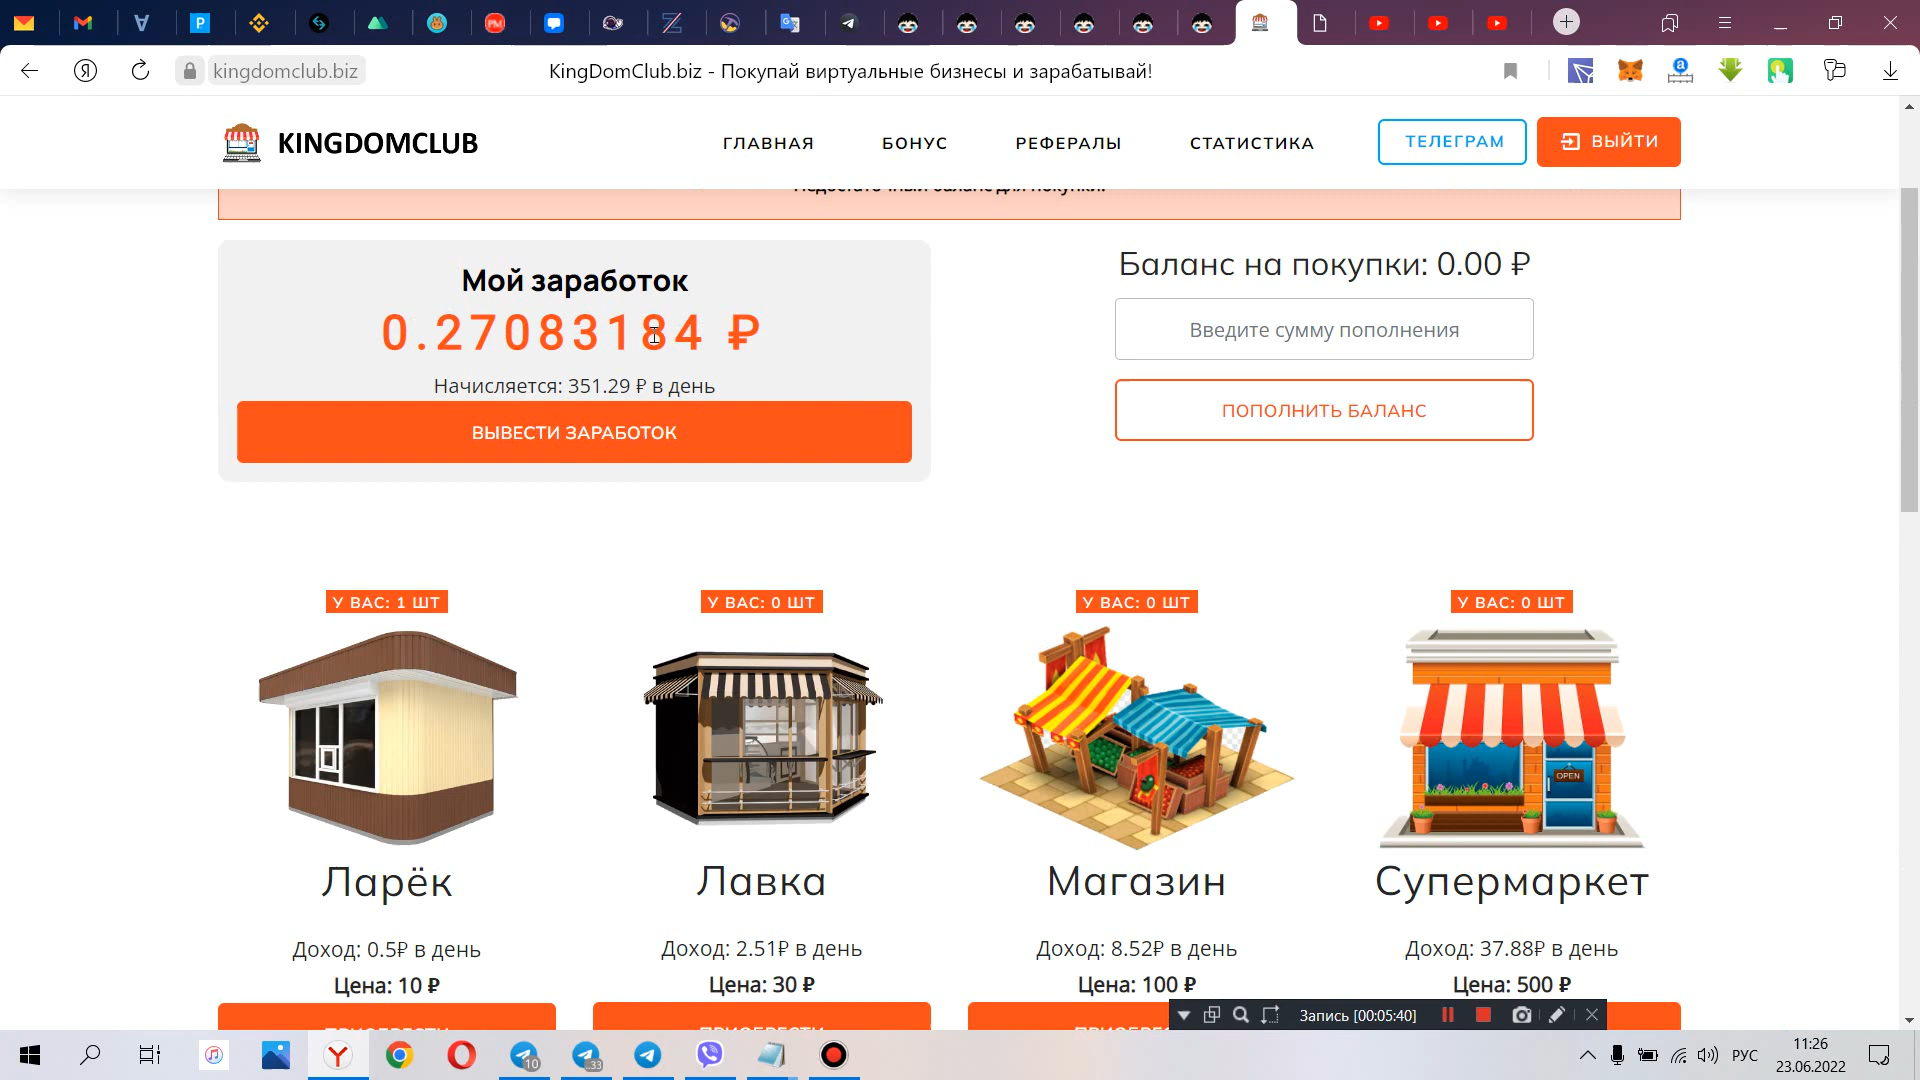 kingdomclub.biz
KingDomClub.biz - Покупай виртуальные бизнесы и зарабатывай!
KINGDOMCLUB
ГЛАВНАЯ
БОНУС
РЕФЕРАЛЫ
СТАТИСТИКА
ТЕЛЕГРАМ
ВЫЙТИ
Недостаточный баланс для покупки!
Мой заработок
0.27083184 ₽
Начисляется: 351.29 ₽ в день
ВЫВЕСТИ ЗАРАБОТОК
Баланс на покупки: 0.00 ₽
Введите сумму пополнения
ПОПОЛНИТЬ БАЛАНС
У ВАС: 1 ШТ
У ВАС: 0 ШТ
У ВАС: 0 ШТ
У ВАС: 0 ШТ
OPEN
Ларёк
Лавка
Магазин
Супермаркет
Доход: 0.5₽ в день
Доход: 2.51₽ в день
Доход: 8.52₽ в день
Доход: 37.88₽ в день
Цена: 10 ₽
Цена: 30 ₽
Цена: 100 ₽
Цена: 500 ₽
Запись [00:05:40]
10
..33
РУС
11:26
23.06.2022